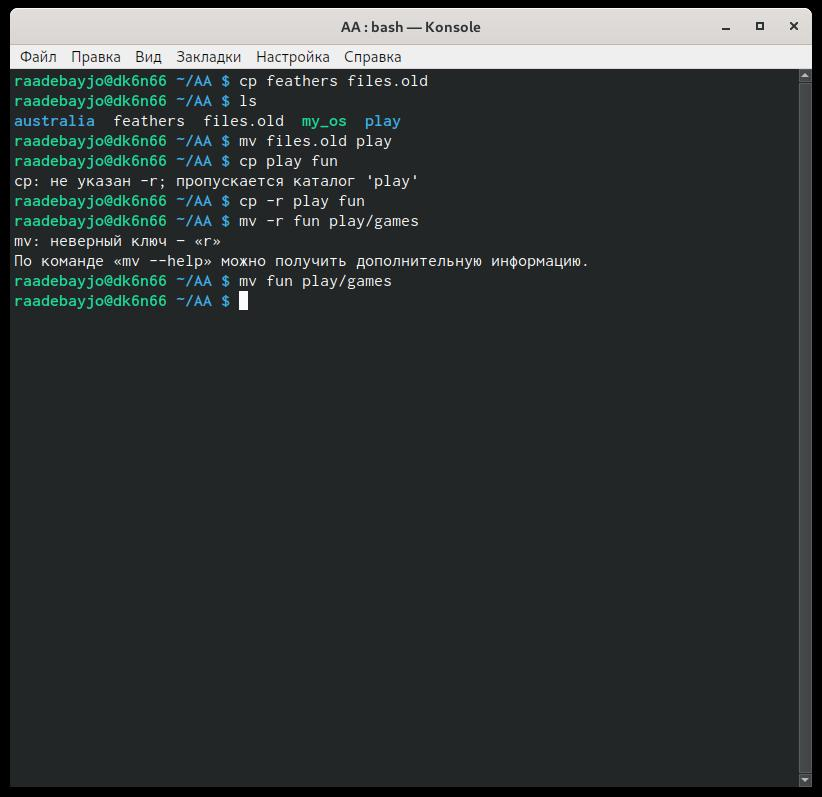 AA : bash — Konsole
Файл Правка Вид Закладки Настройка Справка
raadebayjo@dk6n66 ~/AA $ cp feathers files.old
raadebayjo@dk6n66 ~/AA $ ls
australia feathers files.old my_os play
raadebayjo@dk6n66 ~/AA $ mv files.old play
raadebayjo@dk6n66 ~/AA $ cp play fun
cp: не указан -r; пропускается каталог 'play'
raadebayjo@dk6n66 ~/AA $ cp -r play fun
raadebayjo@dk6n66 ~/AA $ mv -r fun play/games
mv: неверный ключ — «r»
По команде «mv --help» можно получить дополнительную информацию.
raadebayjo@dk6n66 ~/AA $ mv fun play/games
raadebayjo@dk6n66 ~/AA $